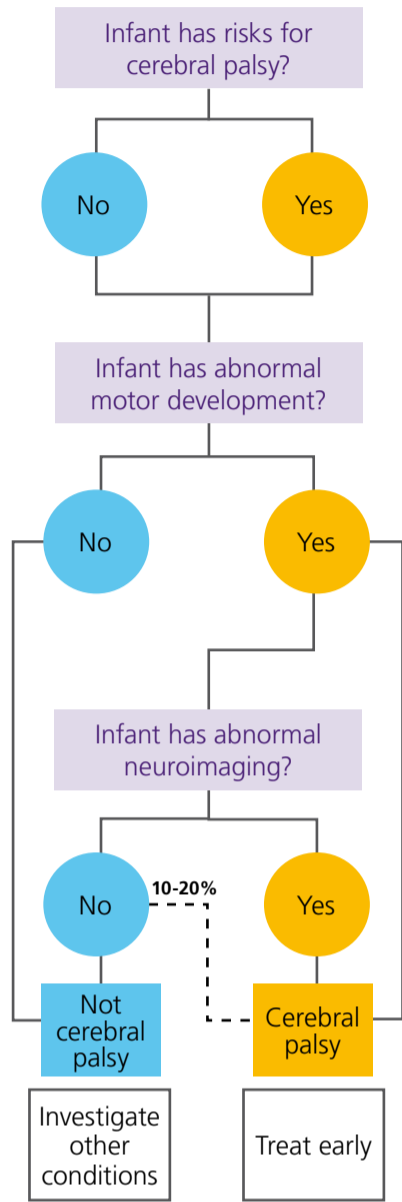 Infant has risks for
cerebral palsy?
No
Yes
Infant has abnormal
motor development?
No
Yes
Infant has abnormal
neuroimaging?
No
10-20%
Yes
Not
cerebral
palsy
Cerebral
palsy
Investigate
other
conditions
Treat early